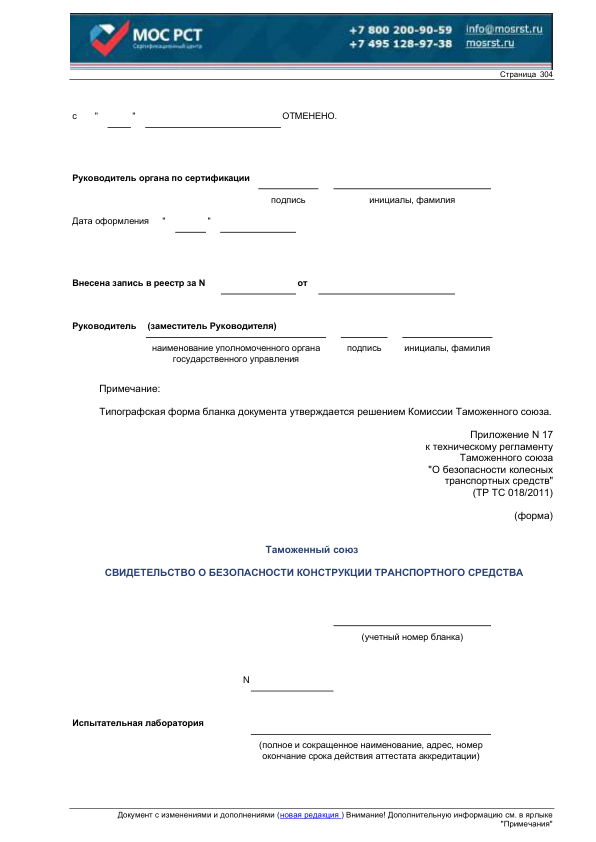 МОС РСТ
Сертификационный центр
+7 800 200-90-59 info@mosrst.ru
+7 495 128-97-38 mosrst.ru
Страница 304
с " " ОТМЕНЕНО.
Руководитель органа по сертификации
подпись инициалы, фамилия
Дата оформления " "
Внесена запись в реестр за N от
Руководитель (заместитель Руководителя)
наименование уполномоченого органа подпись инициалы, фамилия
государственного управления
Примечание:
Типографская форма бланка документа утверждается решением Комиссии Таможенного союза.
Приложение N 17
к техническому регламенту
Таможенного союза
"О безопасности колесных
транспортных средств"
(ТР ТС 018/2011)
(форма)
Таможенный союз
СВИДЕТЕЛЬСТВО О БЕЗОПАСНОСТИ КОНСТРУКЦИИ ТРАНСПОРТНОГО СРЕДСТВА
(учетный номер бланка)
N
Испытательная лаборатория
(полное и сокращенное наименование, адрес, номер
окончание срока действия аттестата аккредитации)
Документ с изменениями и дополнениями (новая редакция ) Внимание! Дополнительную информацию см. в ярлыке
"Примечания"